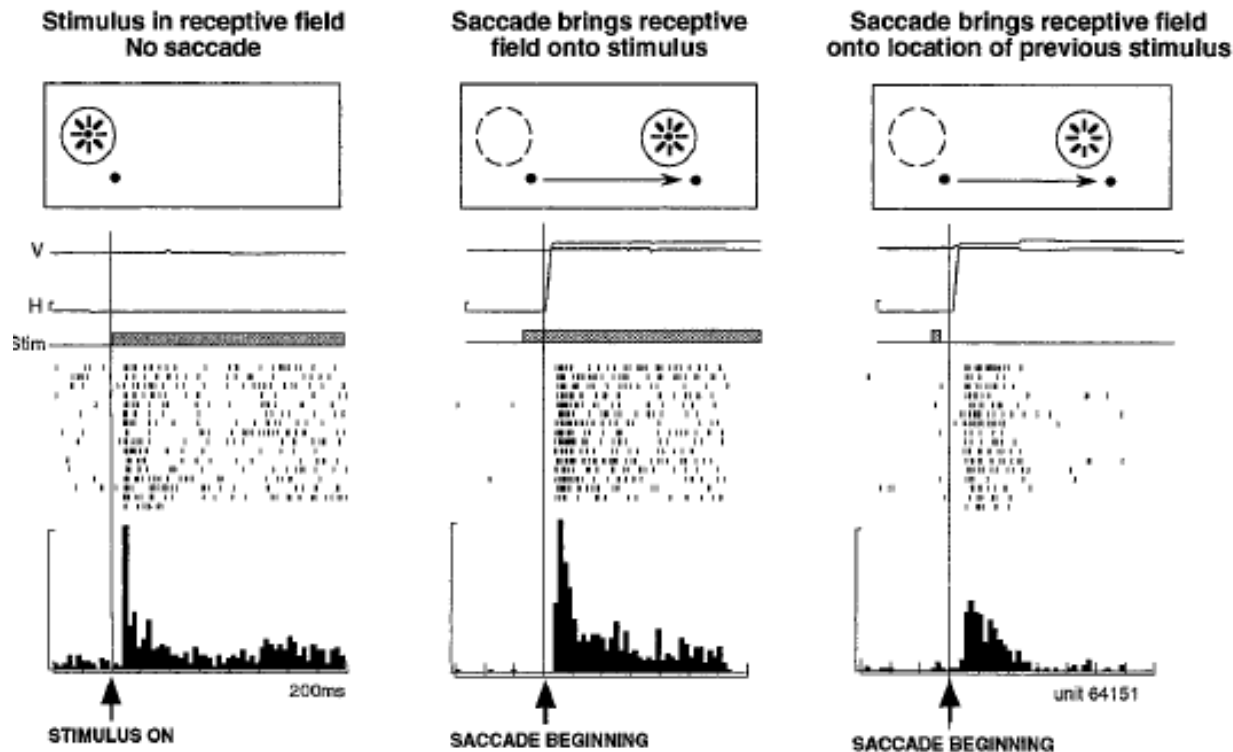 Stimulus in receptive field
No saccade
Saccade brings receptive
field onto stimulus
Saccade brings receptive field
onto location of previous stimulus
V
H
Stim
200ms
unit 64151
STIMULUS ON
SACCADE BEGINNING
SACCADE BEGINNING